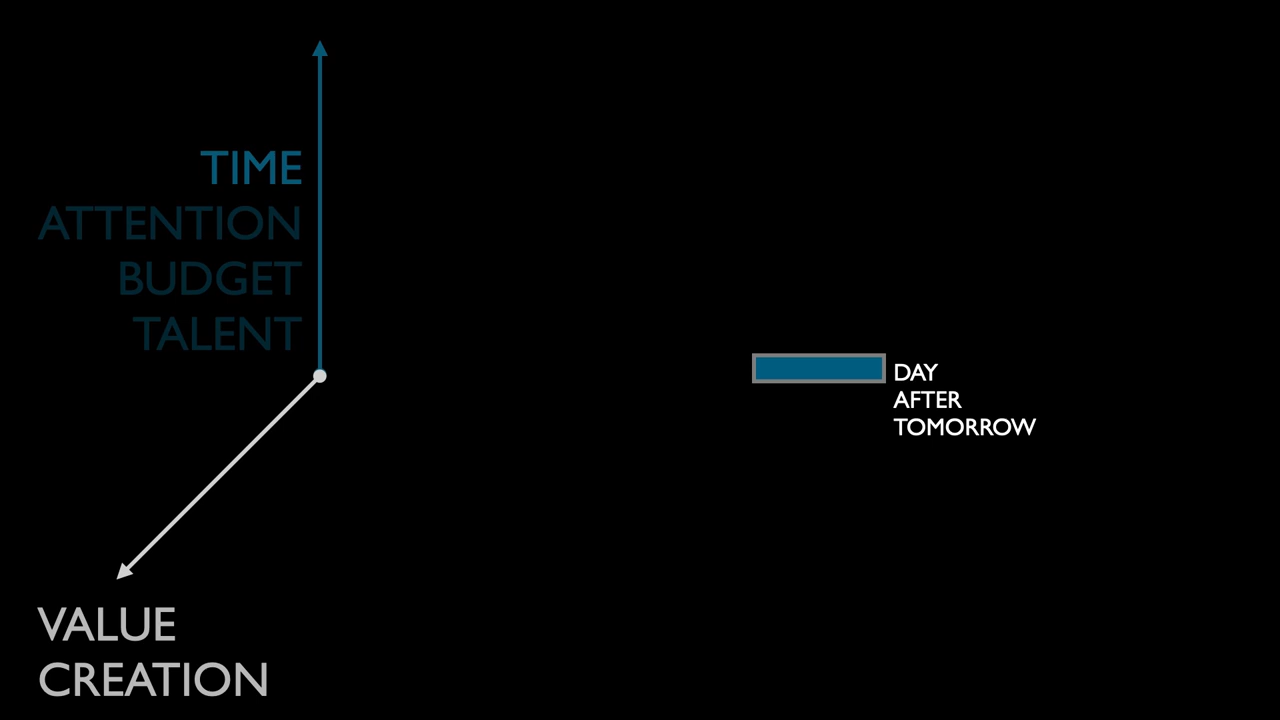 TIME
ATTENTION
BUDGET
TALENT
DAY
AFTER
TOMORROW
VALUE
CREATION